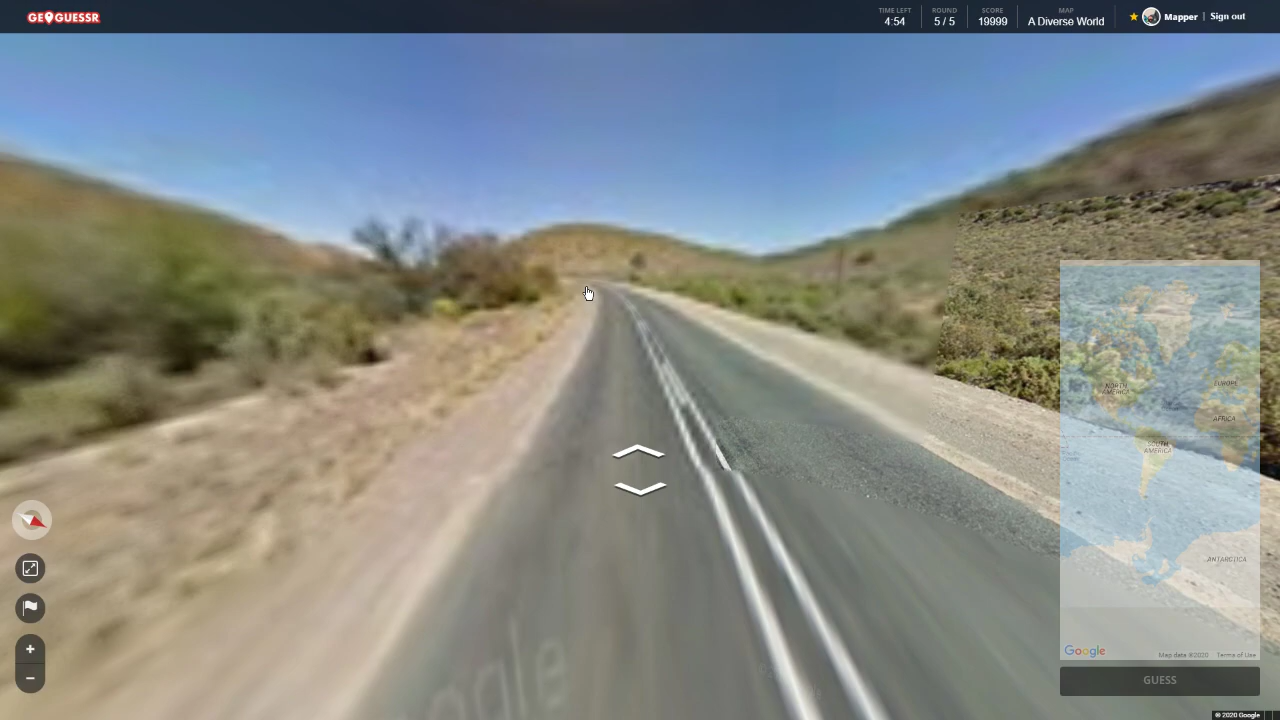 GEOGUESSR
TIME LEFT
4:54
ROUND
5 / 5
SCORE
19999
MAP
A Diverse World
Mapper | Sign out
NORTH
AMERICA
EUROPE
AFRICA
SOUTH
AMERICA
ANTARCTICA
Google
Map data ©2020 Terms of Use
GUESS
© 2020 Google